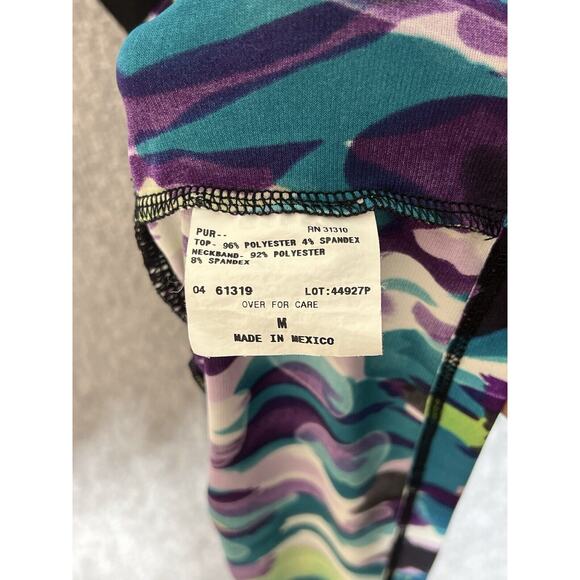 PUR-- RN 31310
TOP- 96% POLYESTER 4% SPANDEX
NECKBAND- 92% POLYESTER
8% SPANDEX
04 61319 LOT:44927P
OVER FOR CARE
M
MADE IN MEXICO